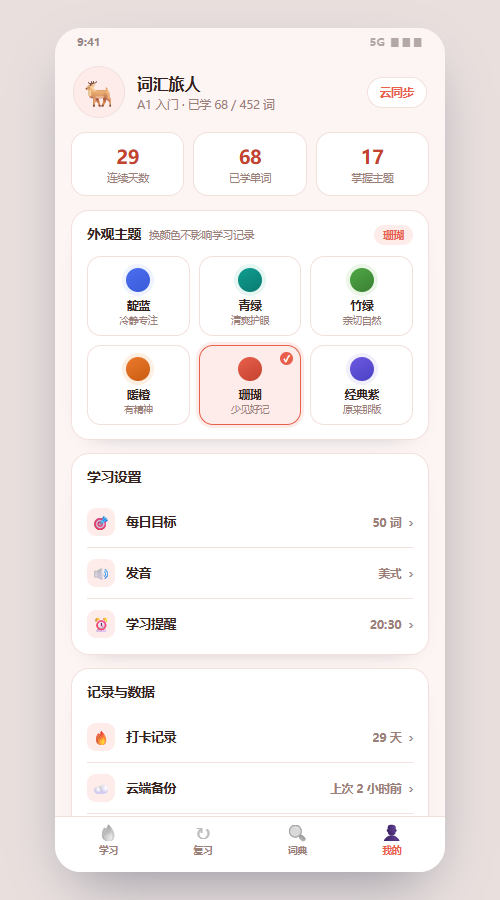 9:41
5G
词汇旅人
A1 入门 · 已学 68 / 452 词
云同步
29
连续天数
68
已学单词
17
掌握主题
外观主题 换颜色不影响学习记录
珊瑚
靛蓝
冷静专注
青绿
清爽护眼
竹绿
亲切自然
暖橙
有精神
珊瑚
少见好记
经典紫
原来那版
学习设置
每日目标
50 词 ›
发音
美式 ›
学习提醒
20:30 ›
记录与数据
打卡记录
29 天 ›
云端备份
上次 2 小时前 ›
学习
复习
词典
我的